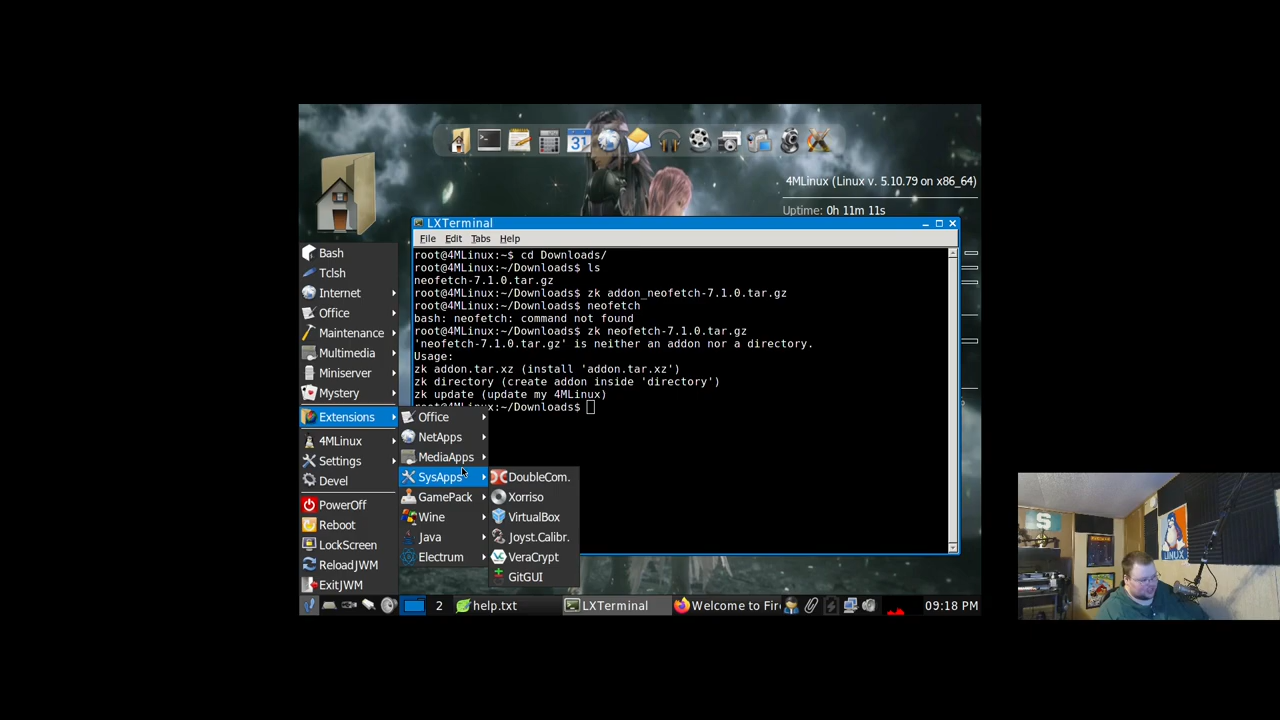 31
4MLinux (Linux v. 5.10.79 on x86_64)
Uptime: 0h 11m 11s
LXTerminal
File Edit Tabs Help
root@4MLinux:~$ cd Downloads/
root@4MLinux:~/Downloads$ ls
neofetch-7.1.0.tar.gz
root@4MLinux:~/Downloads$ zk addon_neofetch-7.1.0.tar.gz
root@4MLinux:~/Downloads$ neofetch
bash: neofetch: command not found
root@4MLinux:~/Downloads$ zk neofetch-7.1.0.tar.gz
'neofetch-7.1.0.tar.gz' is neither an addon nor a directory.
Usage:
zk addon.tar.xz (install 'addon.tar.xz')
zk directory (create addon inside 'directory')
zk update (update my 4MLinux)
root@4MLinux:~/Downloads$
Bash
Tclsh
Internet
Office
Maintenance
Multimedia
Miniserver
Mystery
Extensions
4MLinux
Settings
Devel
PowerOff
Reboot
LockScreen
ReloadJWM
ExitJWM
Office
NetApps
MediaApps
SysApps
GamePack
Wine
Java
Electrum
DoubleCom.
Xorriso
VirtualBox
Joyst.Calibr.
VeraCrypt
GitGUI
2
help.txt
LXTerminal
Welcome to Fire
09:18 PM
S
LINUX